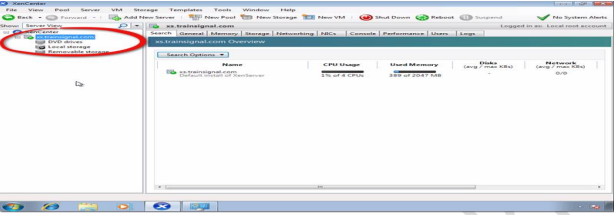 XenCenter
File View Pool Server VM Storage Templates Tools Window Help
Back Forward Add New Server New Pool New Storage New VM Shut Down Reboot Suspend No System Alerts
Show: Server View
xs.trainsignal.com Logged in as: Local root account
XenCenter
xs.trainsignal.com
DVD drives
Local storage
Removable storage
Search General Memory Storage Networking NICs Console Performance Users Logs
xs.trainsignal.com Overview
Search Options
Name CPU Usage Used Memory Disks (avg / max KBs) Network (avg / max KBs)
xs.trainsignal.com 1% of 4 CPUs 389 of 2047 MB - 0/0
Default install of XenServer